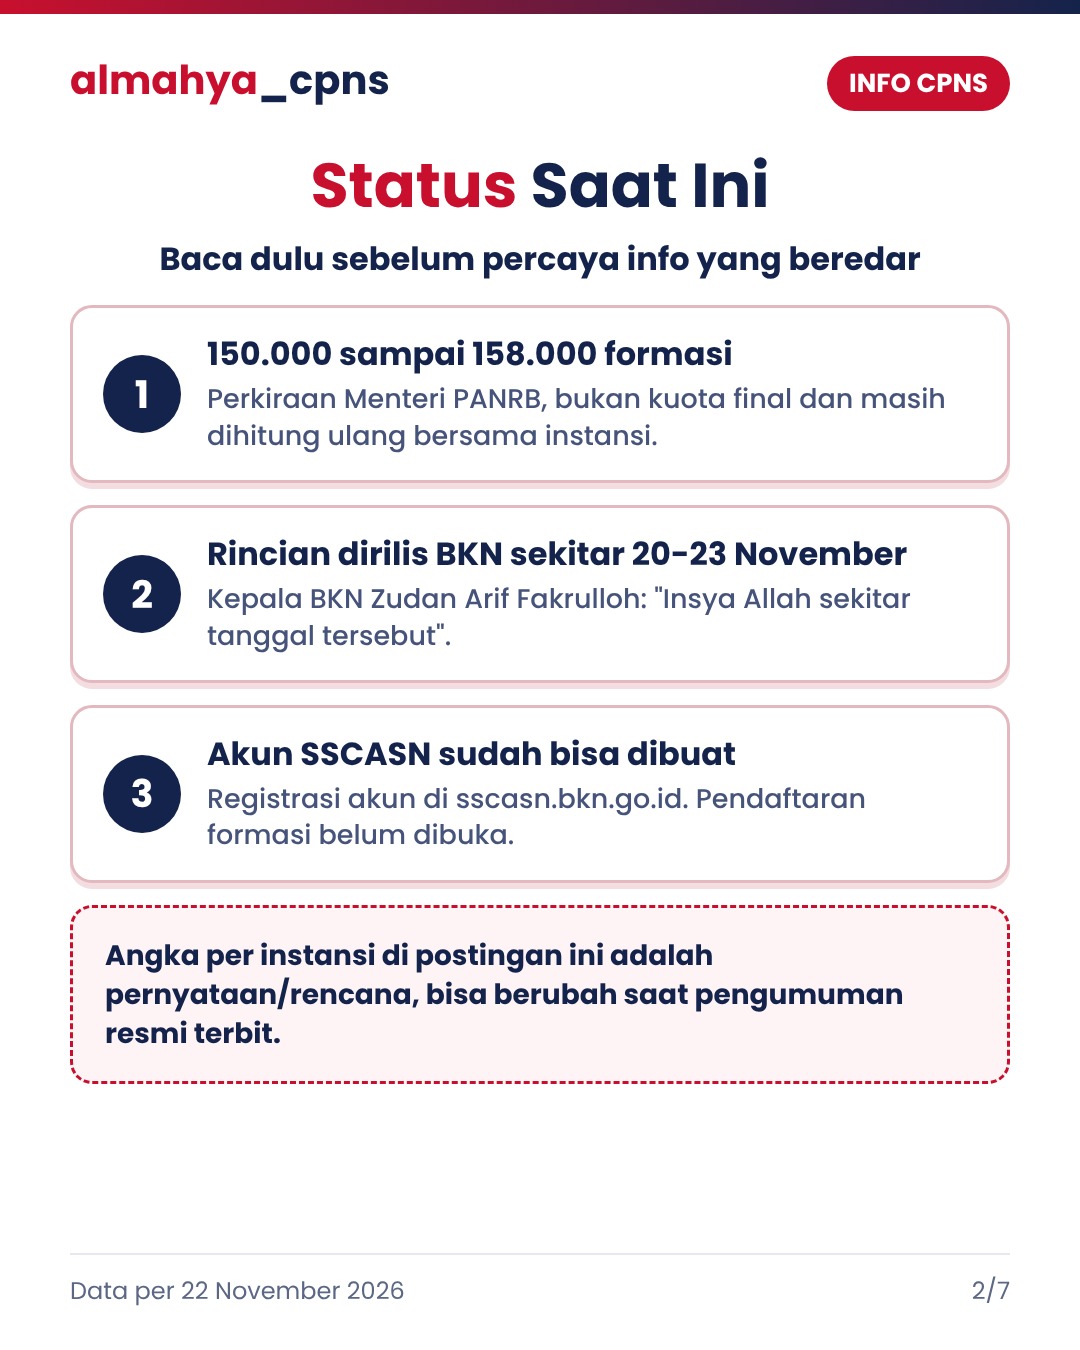 almahya_cpns
INFO CPNS
Status Saat Ini
Baca dulu sebelum percaya info yang beredar
1
150.000 sampai 158.000 formasi
Perkiraan Menteri PANRB, bukan kuota final dan masih
dihitung ulang bersama instansi.
2
Rincian dirilis BKN sekitar 20-23 November
Kepala BKN Zudan Arif Fakrulloh: "Insya Allah sekitar
tanggal tersebut".
3
Akun SSCASN sudah bisa dibuat
Registrasi akun di sscasn.bkn.go.id. Pendaftaran
formasi belum dibuka.
Angka per instansi di postingan ini adalah
pernyataan/rencana, bisa berubah saat pengumuman
resmi terbit.
Data per 22 November 2026
2/7